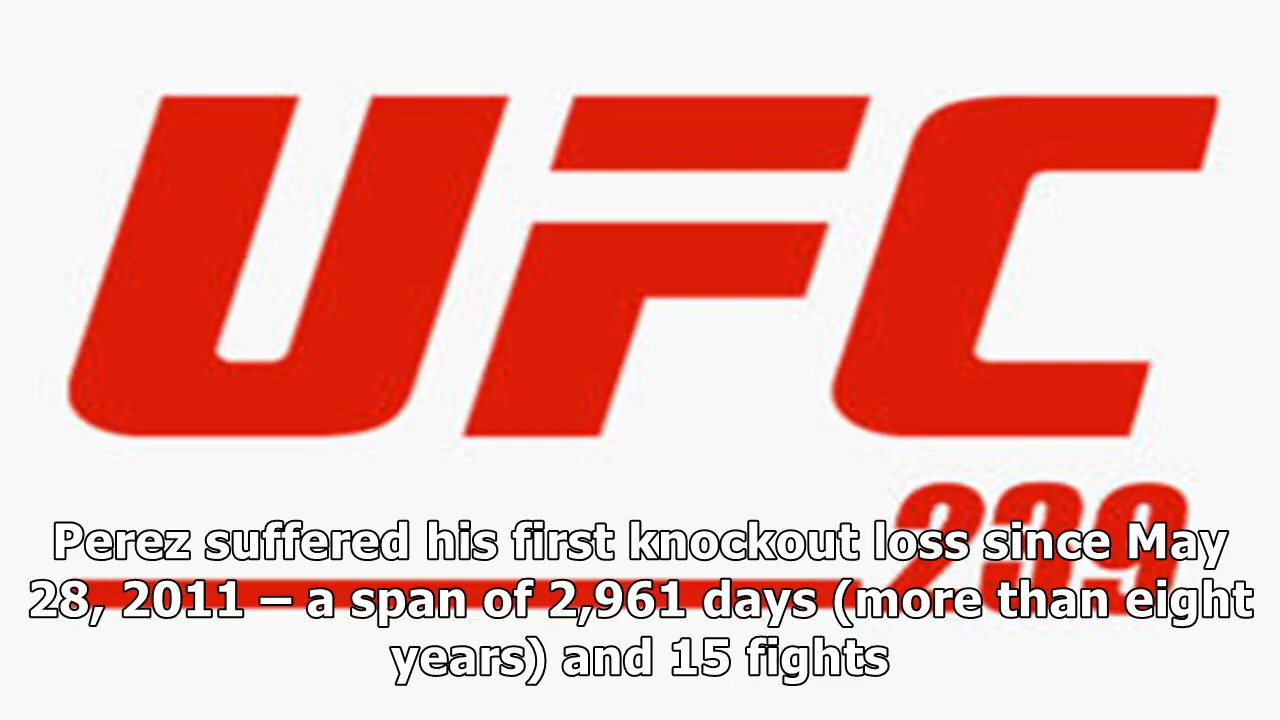 UFC
Perez suffered his first knockout loss since May
28, 2011 – a span of 2,961 days (more than eight
years) and 15 fights